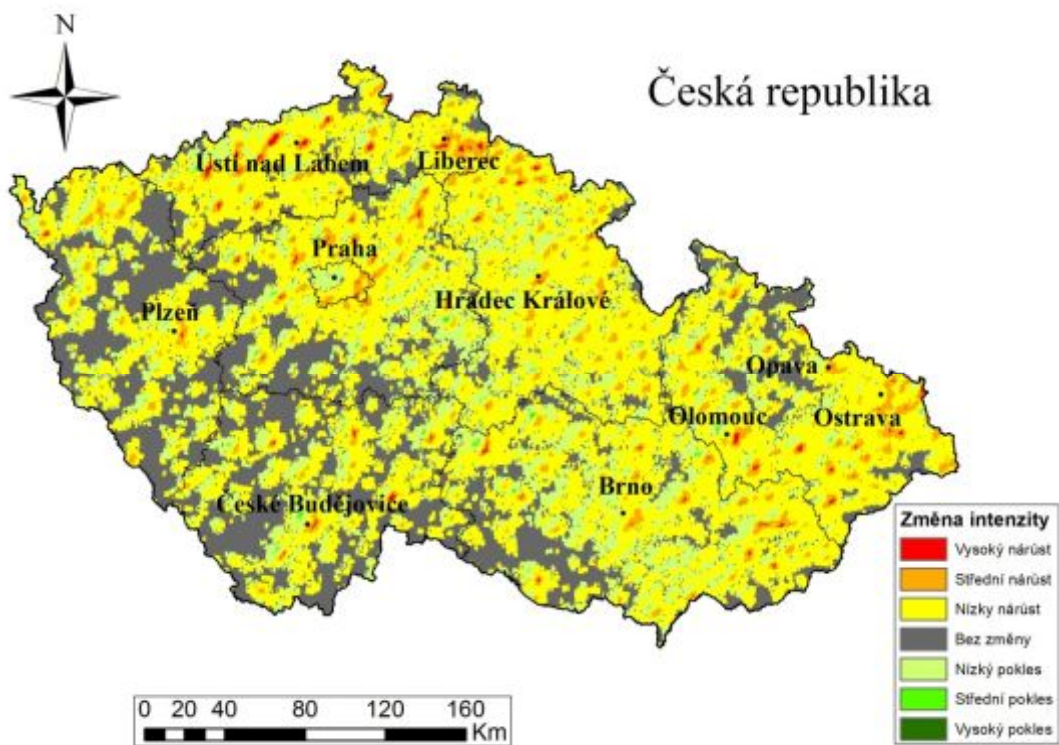 N
Česká republika
Ústí nad Labem
Liberec
Praha
Hradec Králové
Plzeň
Opava
Olomouc
Ostrava
Brno
České Budějovice
Změna intenzity
Vysoký nárůst
Střední nárůst
Nízky nárůst
Bez změny
Nízký pokles
Střední pokles
Vysoký pokles
0 20 40 80 120 160
Km